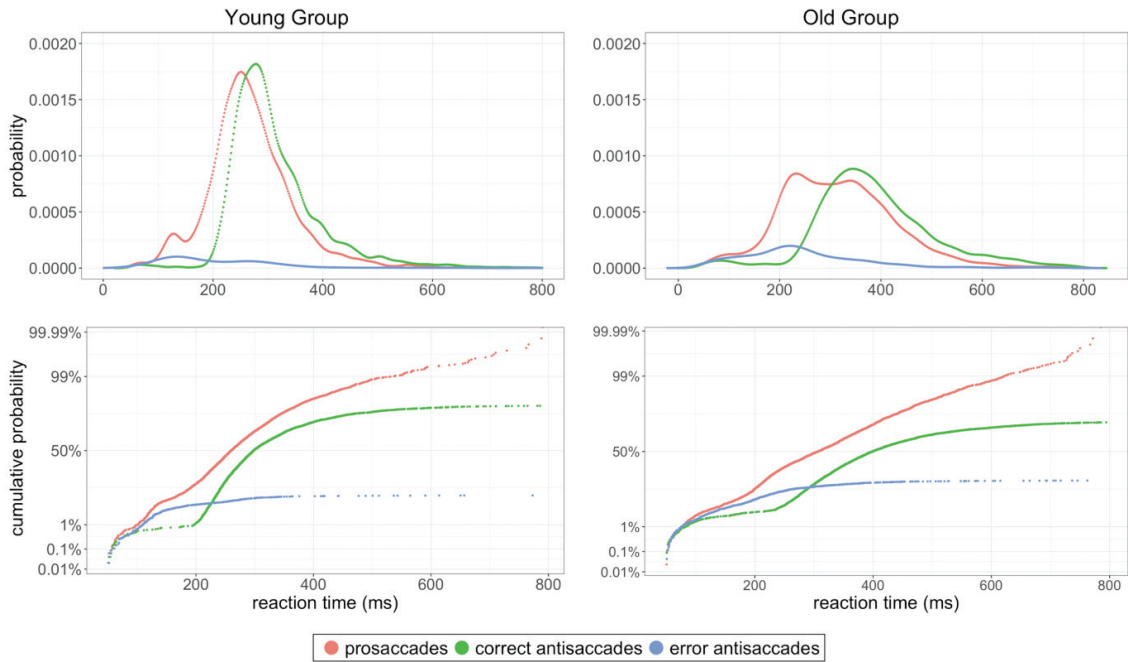 Young Group
Old Group
0.0020
0.0015
0.0010
0.0005
0.0000
probability
0 200 400 600 800
0.0020
0.0015
0.0010
0.0005
0.0000
0 200 400 600 800
99.99%
99%
50%
1%
0.1%
0.01%
cumulative probability
200 400 600 800
reaction time (ms)
99.99%
99%
50%
1%
0.1%
0.01%
200 400 600 800
reaction time (ms)
prosaccades correct antisaccades error antisaccades